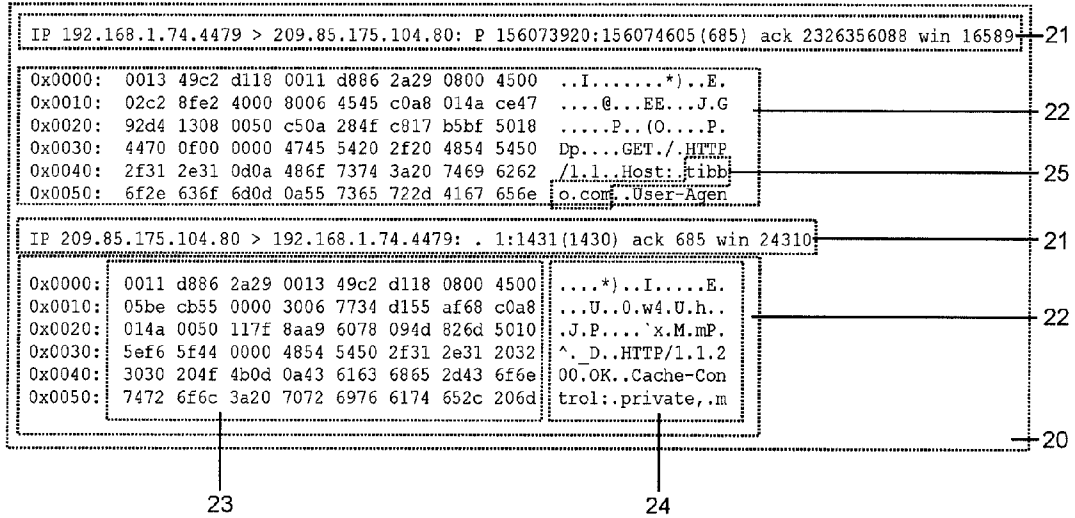 IP 192.168.1.74.4479 > 209.85.175.104.80: P 156073920:156074605(685) ack 2326356088 win 16589 21
0x0000: 0013 49c2 d118 0011 d886 2a29 0800 4500 ..I.......*)..E.
0x0010: 02c2 8fe2 4000 8006 4545 c0a8 014a ce47 ....@...EE...J.G
22
0x0020: 92d4 1308 0050 c50a 284f c817 b5bf 5018 .....P..(O....P.
0x0030: 4470 0f00 0000 4745 5420 2f20 4854 5450 Dp....GET./.HTTP
0x0040: 2f31 2e31 0d0a 486f 7374 3a20 7469 6262 /1.1..Host:.tibb 25
0x0050: 6f2e 636f 6d0d 0a55 7365 722d 4167 656e o.com..User-Agen
IP 209.85.175.104.80 > 192.168.1.74.4479: . 1:1431(1430) ack 685 win 24310 21
0x0000: 0011 d886 2a29 0013 49c2 d118 0800 4500 ....*)..I.....E.
0x0010: 05be cb55 0000 3006 7734 d155 af68 c0a8 ...U..0.w4.U.h..
0x0020: 014a 0050 117f 8aa9 6078 094d 826d 5010 .J.P....`x.M.mP. 22
0x0030: 5ef6 5f44 0000 4854 5450 2f31 2e31 2032 ^._D..HTTP/1.1.2
0x0040: 3030 204f 4b0d 0a43 6163 6865 2d43 6f6e 00.OK..Cache-Con
0x0050: 7472 6f6c 3a20 7072 6976 6174 652c 206d trol:.private,.m
20
23 24